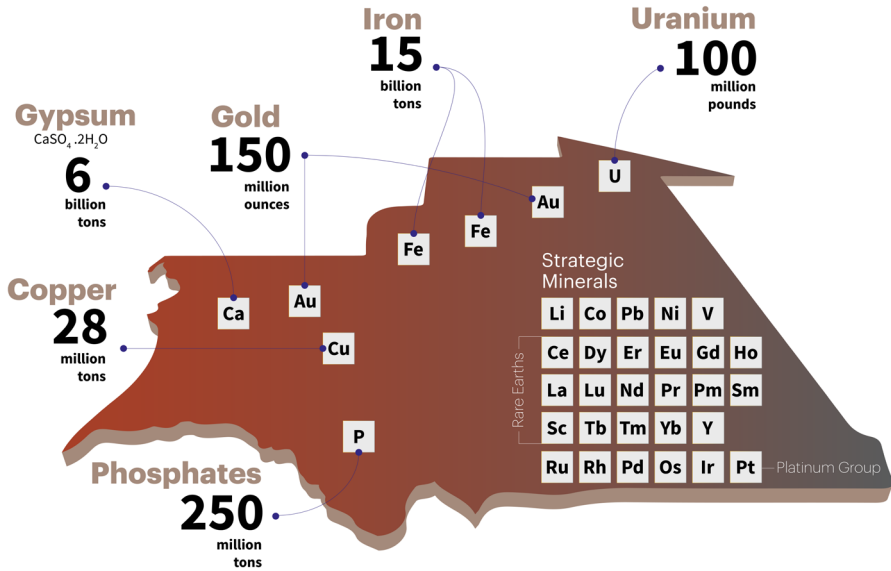 Iron
15
billion
tons
Uranium
100
million
pounds
Gypsum
CaSO4 .2H2O
6
billion
tons
Gold
150
million
ounces
U
Au
Fe
Fe
Copper
28
million
tons
Ca
Au
Cu
P
Strategic
Minerals
Li Co Pb Ni V
Rare Earths
Ce Dy Er Eu Gd Ho
La Lu Nd Pr Pm Sm
Sc Tb Tm Yb Y
Ru Rh Pd Os Ir Pt
Platinum Group
Phosphates
250
million
tons